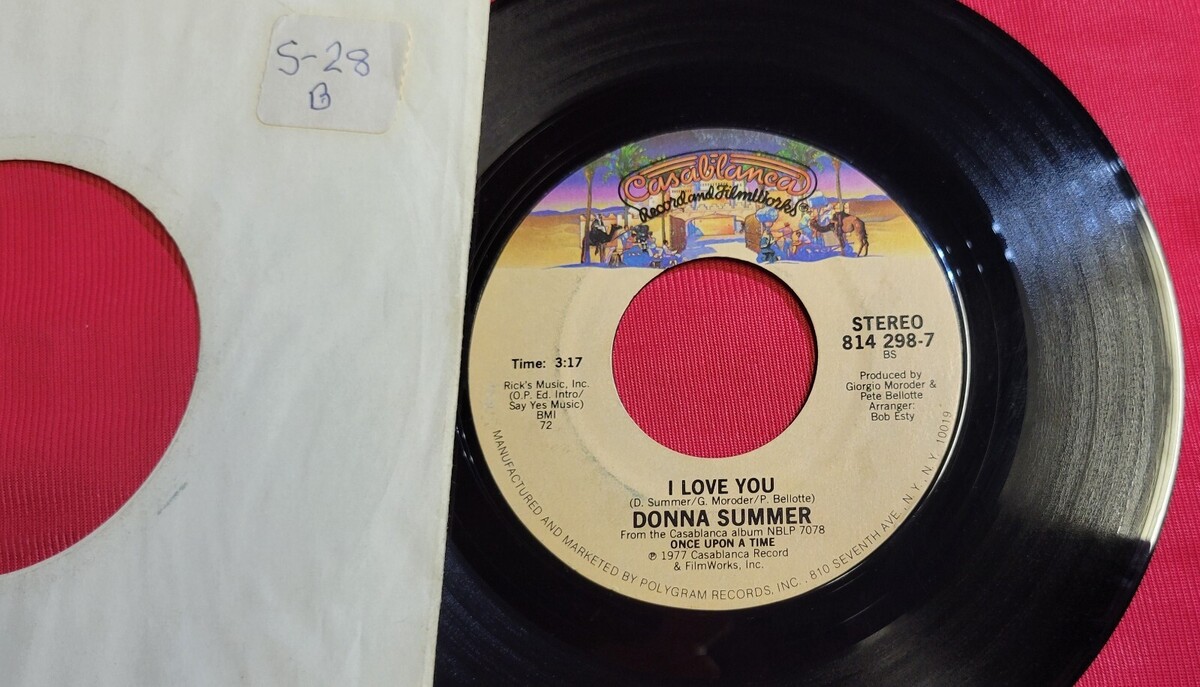 S-28
B
Casablanca
Record and FilmWorks
STEREO
814 298-7
BS
Time: 3:17
Rick's Music, Inc.
(O.P. Ed. Intro/
Say Yes Music)
BMI
72
Produced by
Giorgio Moroder &
Pete Bellotte
Arranger:
Bob Esty
I LOVE YOU
(D. Summer/G. Moroder/P. Bellotte)
DONNA SUMMER
From the Casablanca album NBLP 7078
ONCE UPON A TIME
℗ 1977 Casablanca Record
& FilmWorks, Inc.
MANUFACTURED AND MARKETED BY POLYGRAM RECORDS, INC., 810 SEVENTH AVE., N.Y., N.Y. 10019